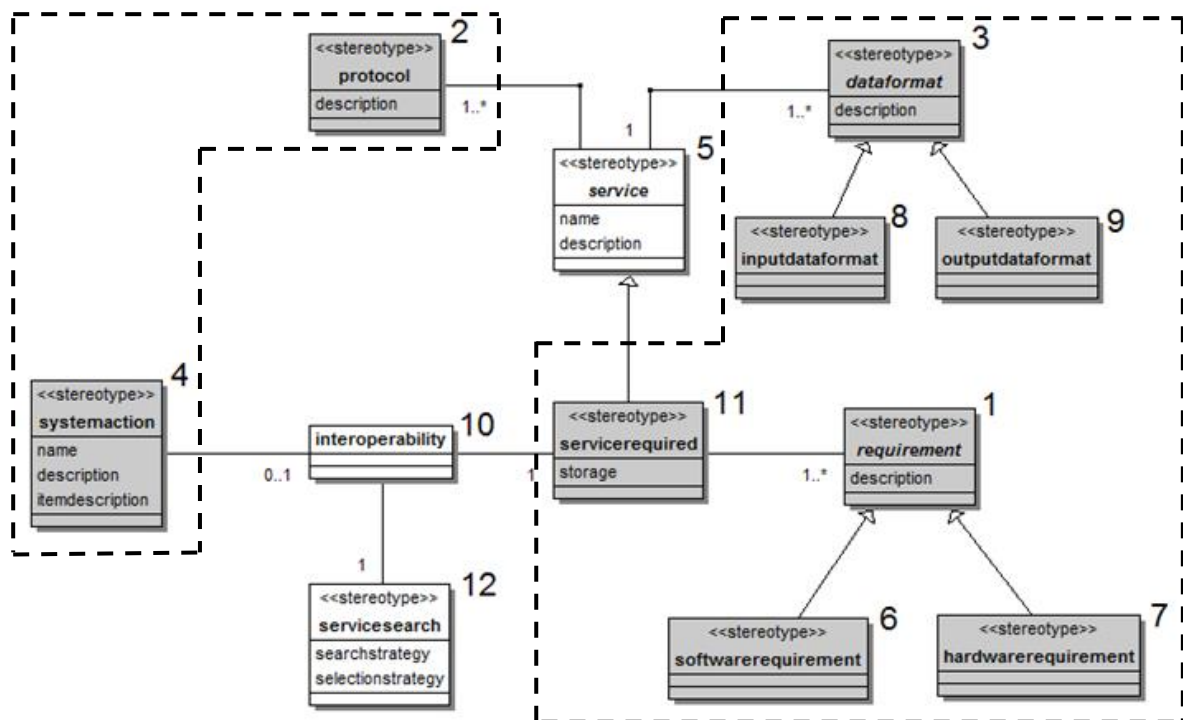 2
<<stereotype>>
protocol
description
1..*
3
<<stereotype>>
dataformat
description
1..*
1
5
<<stereotype>>
service
name
description
8
<<stereotype>>
inputdataformat
9
<<stereotype>>
outputdataformat
4
<<stereotype>>
systemaction
name
description
itemdescription
0..1
10
interoperability
1
11
<<stereotype>>
servicerequired
storage
1..*
1
<<stereotype>>
requirement
description
1
12
<<stereotype>>
servicesearch
searchstrategy
selectionstrategy
6
<<stereotype>>
softwarerequirement
7
<<stereotype>>
hardwarerequirement